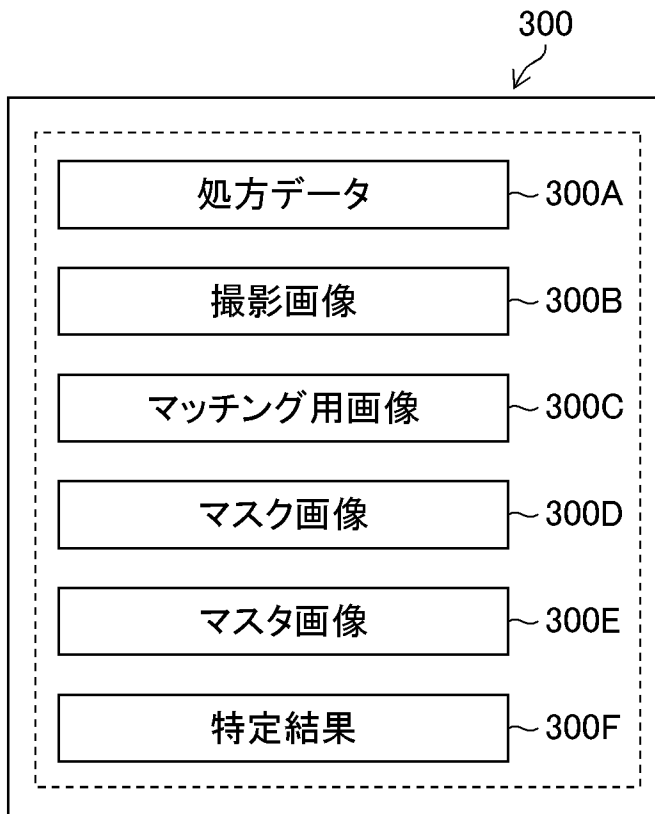 300
処方データ 300A
撮影画像 300B
マッチング用画像 300C
マスク画像 300D
マスタ画像 300E
特定結果 300F